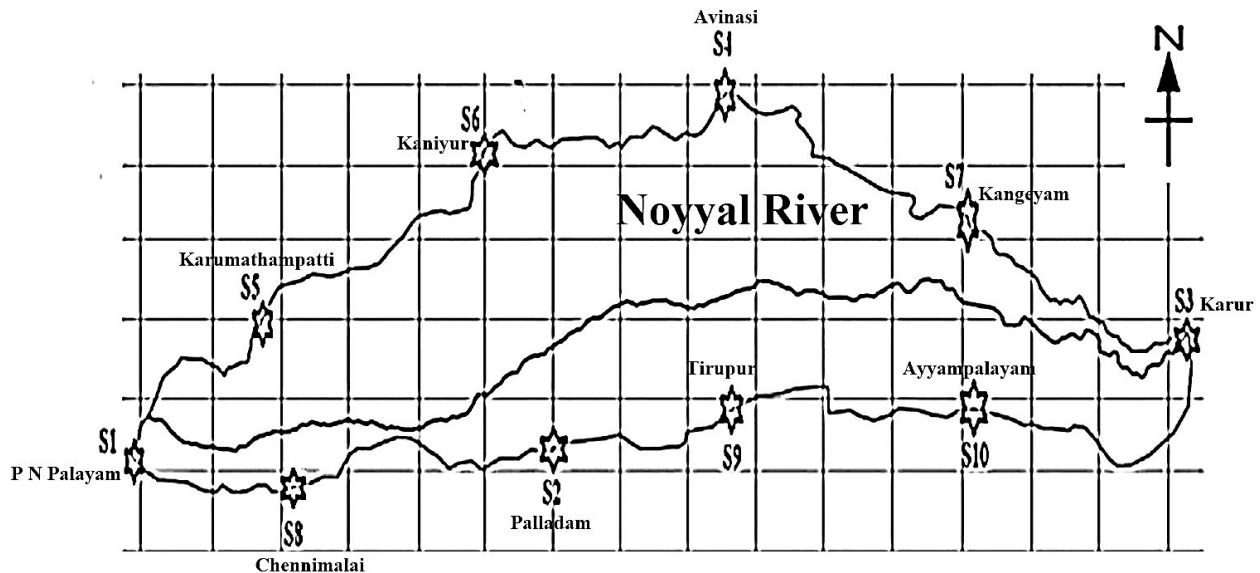 Avinasi
S4
N
S6
Kaniyur
S7
Kangeyam
Noyyal River
Karumathampatti
S5
S3 Karur
Tirupur
Ayyampalayam
S1
P N Palayam
S9
S10
S2
Palladam
S8
Chennimalai